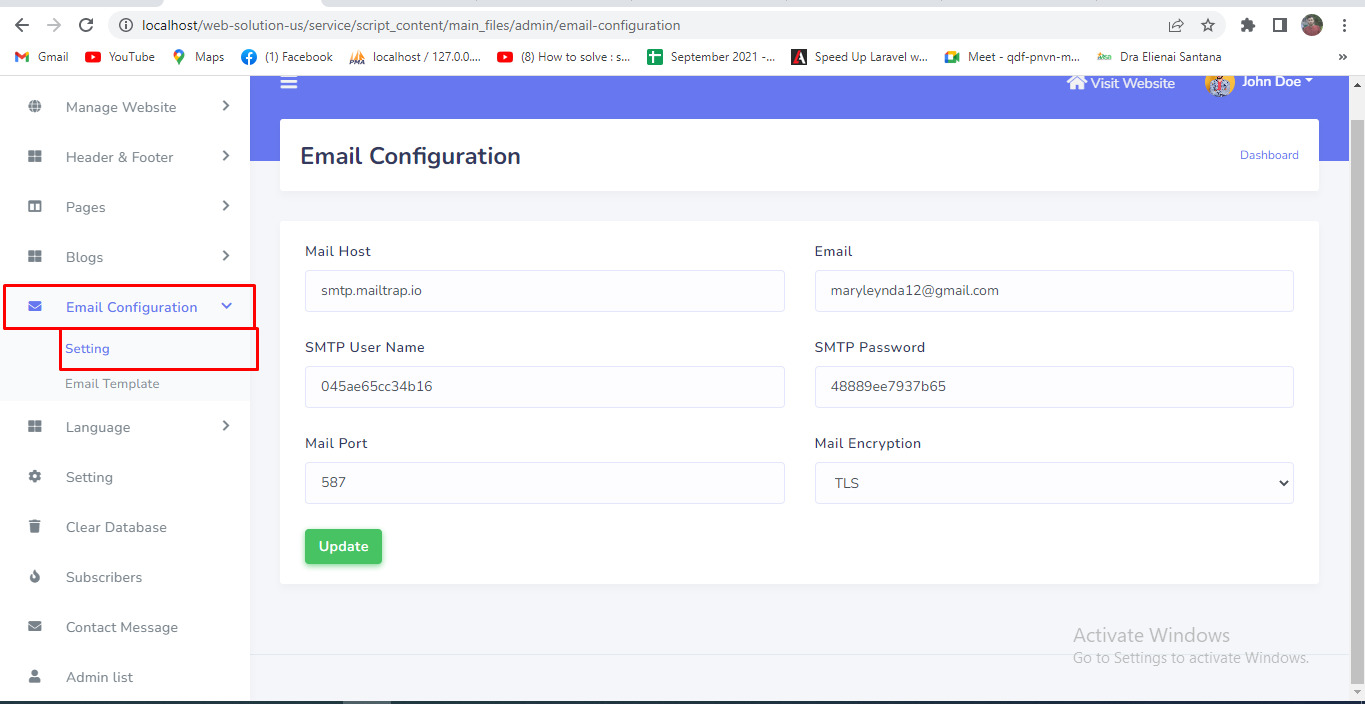 localhost/web-solution-us/service/script_content/main_files/admin/email-configuration
Gmail YouTube Maps (1) Facebook localhost / 127.0.0.... (8) How to solve : s... September 2021 -... Speed Up Laravel w... Meet - qdf-pnvn-m... Dra Elienai Santana »
Visit Website John Doe
Manage Website
Header & Footer
Pages
Blogs
Email Configuration
Setting
Email Template
Language
Setting
Clear Database
Subscribers
Contact Message
Admin list
Email Configuration
Dashboard
Mail Host Email
smtp.mailtrap.io maryleynda12@gmail.com
SMTP User Name SMTP Password
045ae65cc34b16 48889ee7937b65
Mail Port Mail Encryption
587 TLS
Update
Activate Windows
Go to Settings to activate Windows.